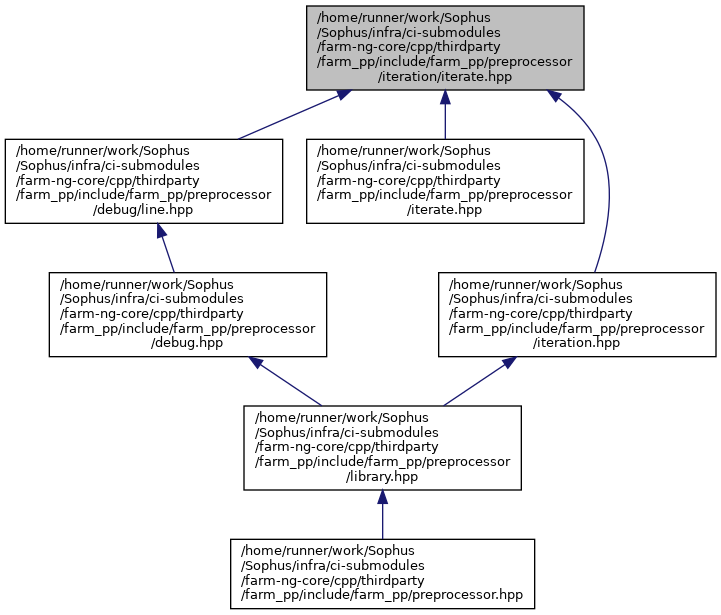 /home/runner/work/Sophus
/Sophus/infra/ci-submodules
/farm-ng-core/cpp/thirdparty
/farm_pp/include/farm_pp/preprocessor
/iteration/iterate.hpp
/home/runner/work/Sophus
/Sophus/infra/ci-submodules
/farm-ng-core/cpp/thirdparty
/farm_pp/include/farm_pp/preprocessor
/debug/line.hpp
/home/runner/work/Sophus
/Sophus/infra/ci-submodules
/farm-ng-core/cpp/thirdparty
/farm_pp/include/farm_pp/preprocessor
/iterate.hpp
/home/runner/work/Sophus
/Sophus/infra/ci-submodules
/farm-ng-core/cpp/thirdparty
/farm_pp/include/farm_pp/preprocessor
/debug.hpp
/home/runner/work/Sophus
/Sophus/infra/ci-submodules
/farm-ng-core/cpp/thirdparty
/farm_pp/include/farm_pp/preprocessor
/iteration.hpp
/home/runner/work/Sophus
/Sophus/infra/ci-submodules
/farm-ng-core/cpp/thirdparty
/farm_pp/include/farm_pp/preprocessor
/library.hpp
/home/runner/work/Sophus
/Sophus/infra/ci-submodules
/farm-ng-core/cpp/thirdparty
/farm_pp/include/farm_pp/preprocessor.hpp